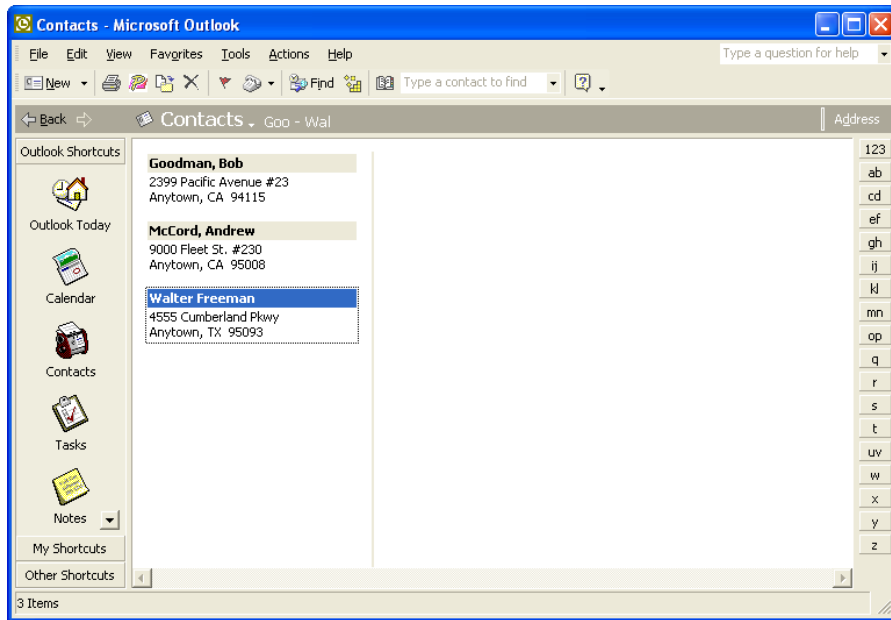 Contacts - Microsoft Outlook
File Edit View Favorites Tools Actions Help Type a question for help
New Find Type a contact to find
Back Contacts . Goo - Wal Address
Outlook Shortcuts
Outlook Today
Calendar
Contacts
Tasks
Notes
My Shortcuts
Other Shortcuts
Goodman, Bob
2399 Pacific Avenue #23
Anytown, CA 94115
McCord, Andrew
9000 Fleet St. #230
Anytown, CA 95008
Walter Freeman
4555 Cumberland Pkwy
Anytown, TX 95093
123
ab
cd
ef
gh
ij
kl
mn
op
q
r
s
t
uv
w
x
y
z
3 Items